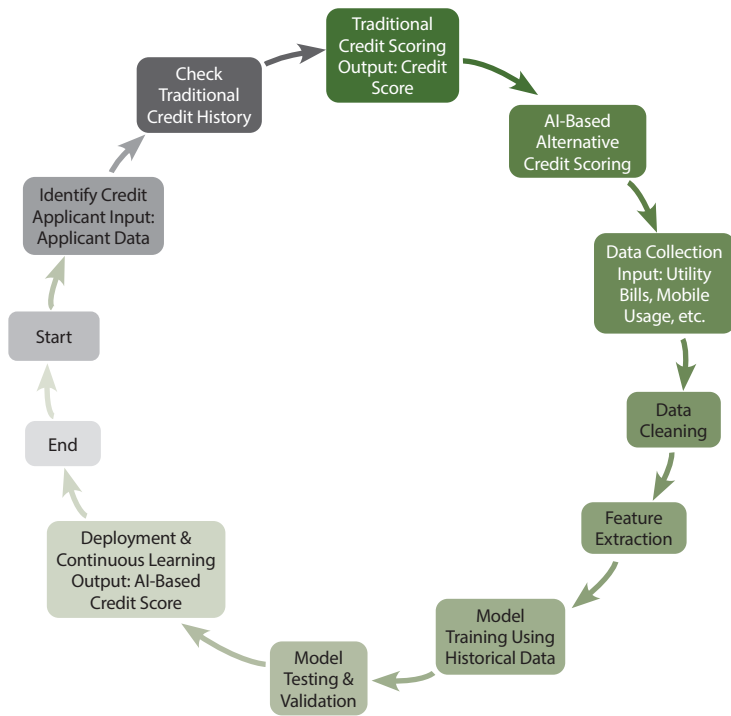 Start
Identify Credit
Applicant Input:
Applicant Data
Check
Traditional
Credit History
Traditional
Credit Scoring
Output: Credit
Score
AI-Based
Alternative
Credit Scoring
Data Collection
Input: Utility
Bills, Mobile
Usage, etc.
Data
Cleaning
Feature
Extraction
Model
Training Using
Historical Data
Model
Testing &
Validation
Deployment &
Continuous Learning
Output: AI-Based
Credit Score
End